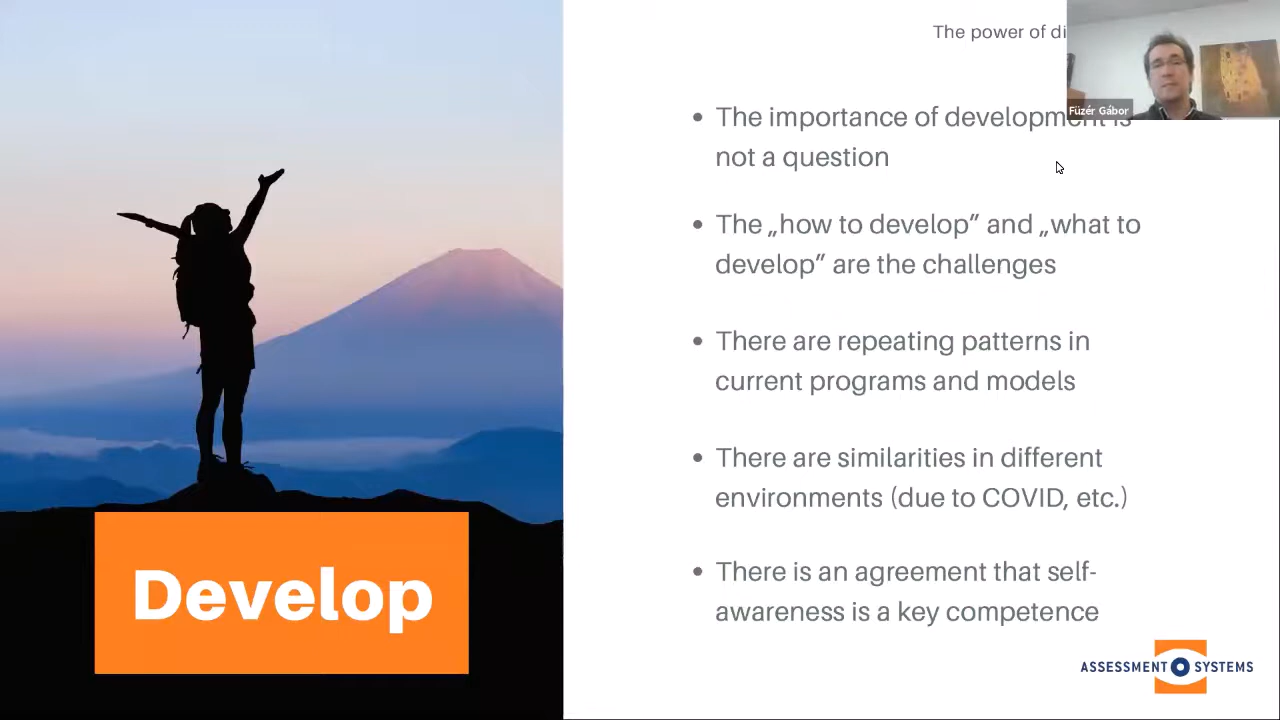 The power of
Füzér Gábor
• The importance of development is
not a question
• The „how to develop” and „what to
develop” are the challenges
• There are repeating patterns in
current programs and models
• There are similarities in different
environments (due to COVID, etc.)
• There is an agreement that self-
awareness is a key competence
Develop
ASSESSMENT SYSTEMS